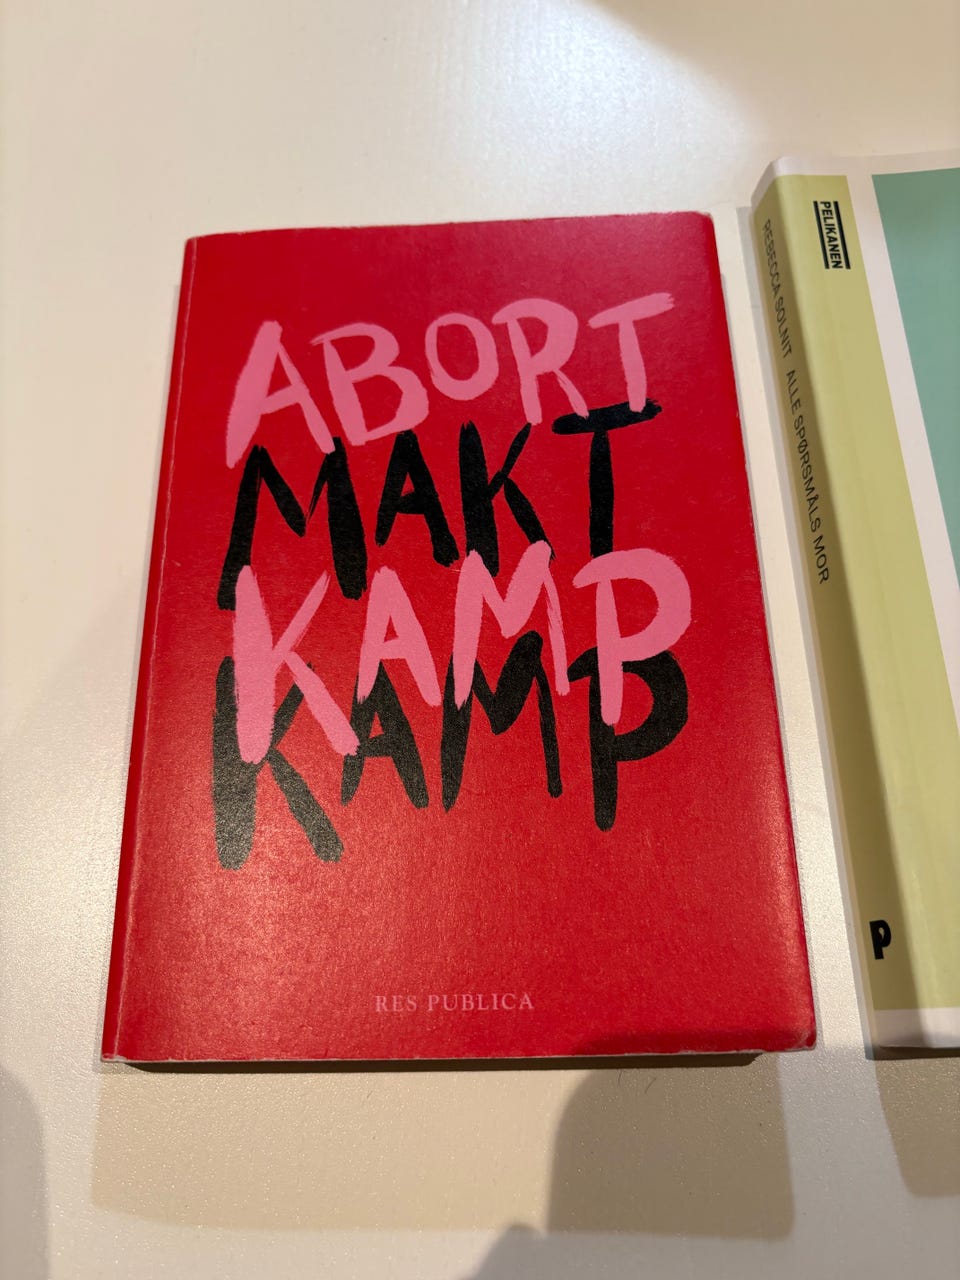 ABORT
MAKT
KAMP
KAMP
RES PUBLICA
PELIKANEN
REBECCA SOLNIT ALLE SPØRSMÅLS MOR
P